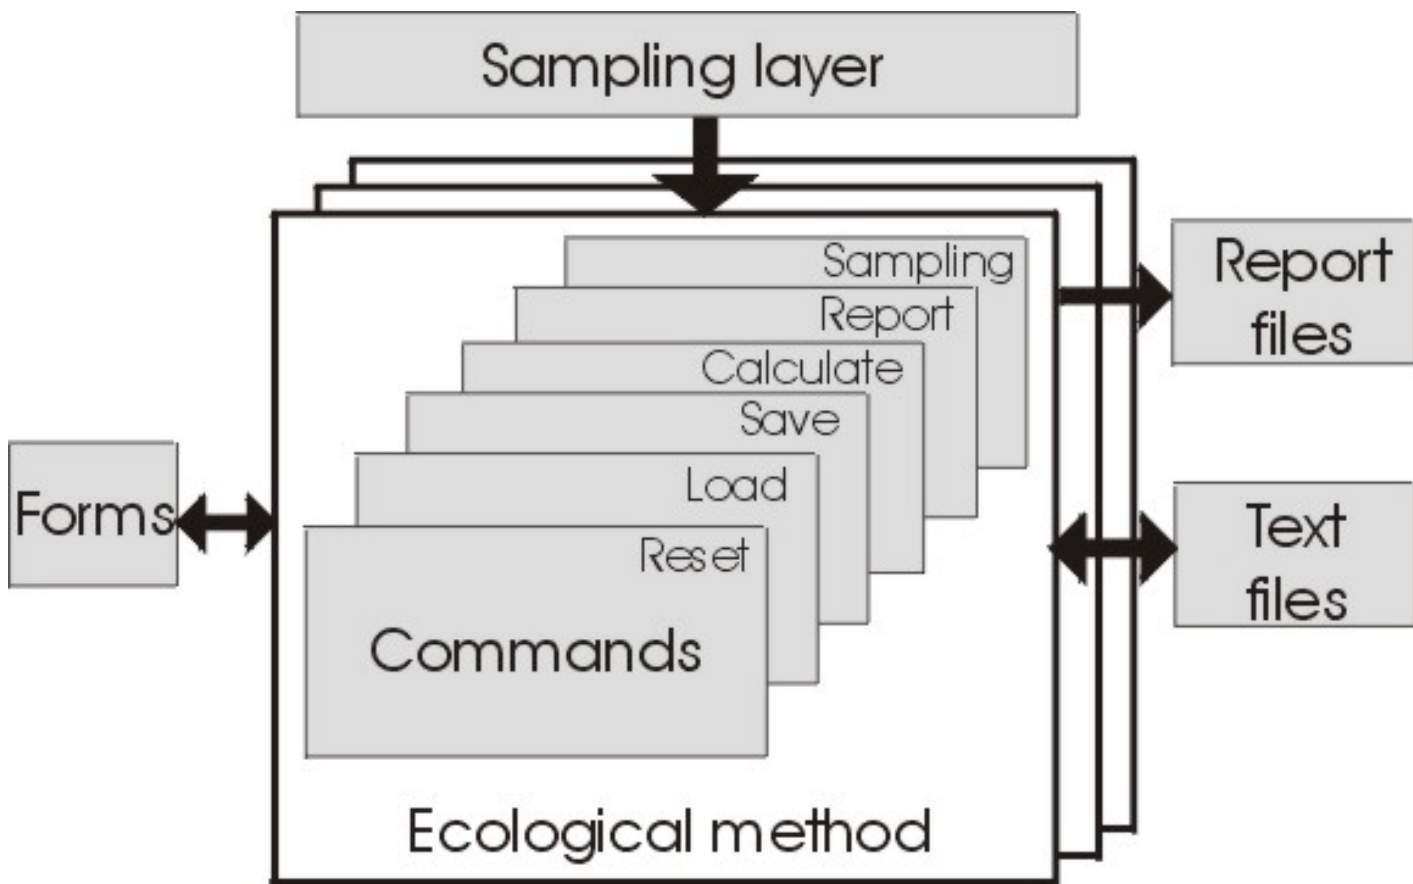 Sampling layer
Sampling
Report
Calculate
Save
Load
Reset
Commands
Ecological method
Forms
Report
files
Text
files